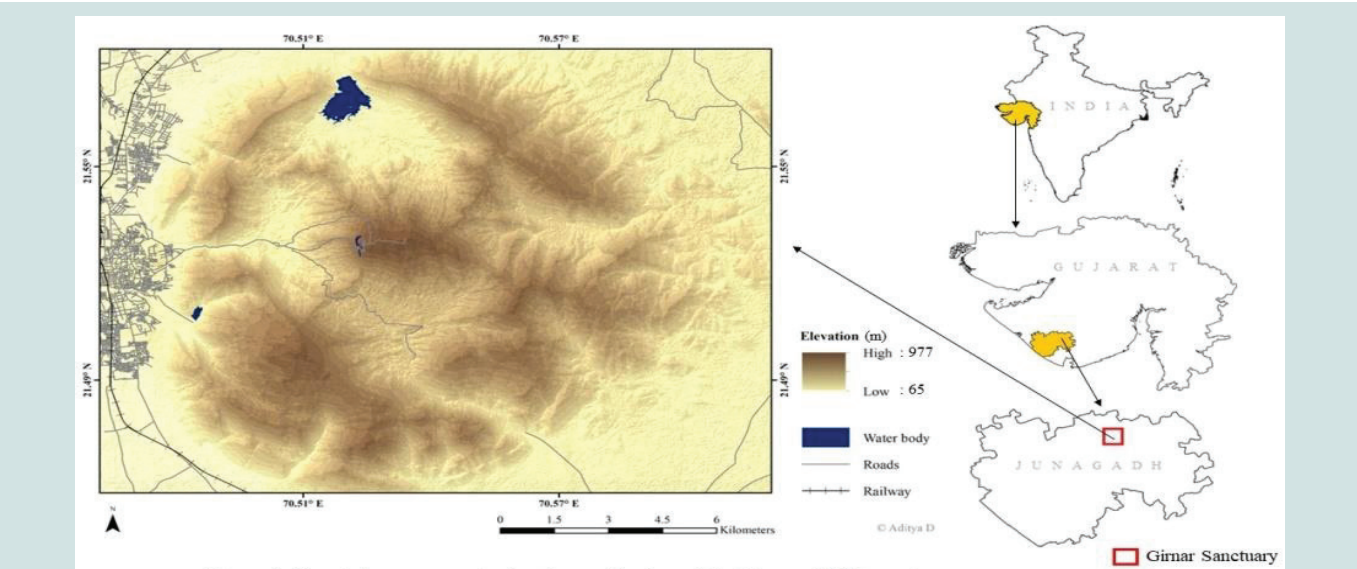 70.51° E
70.57° E
21.55° N
21.55° N
21.49° N
21.49° N
70.51° E
70.57° E
N
0 1.5 3 4.5 6
Kilometers
Elevation (m)
High : 977
Low : 65
Water body
Roads
Railway
© Aditya D
INDIA
GUJARAT
JUNAGADH
Girnar Sanctuary